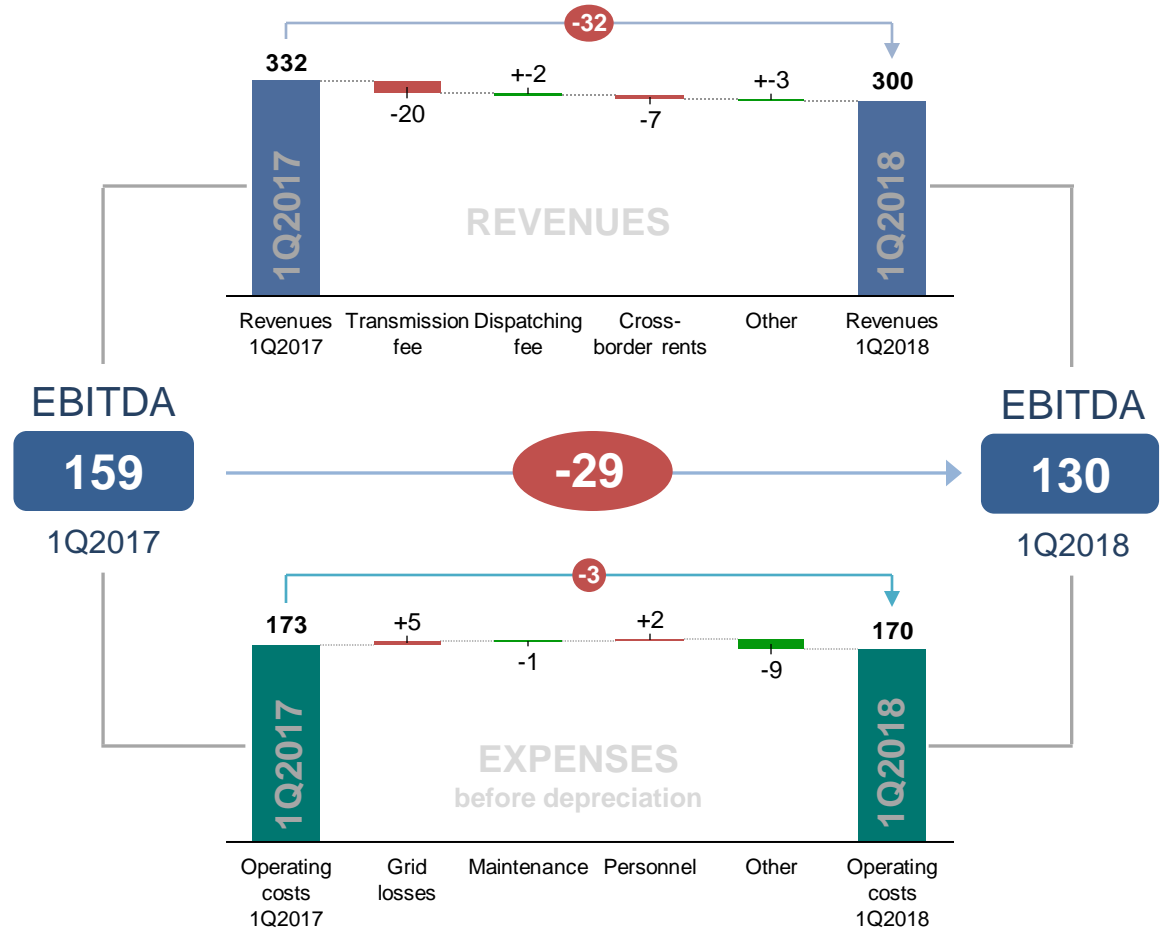 -32
332
+-2
+-3
300
-20
-7
1Q2017
1Q2018
REVENUES
Revenues
1Q2017
Transmission
fee
Dispatching
fee
Cross-
border rents
Other
Revenues
1Q2018
EBITDA
159
1Q2017
-29
EBITDA
130
1Q2018
-3
173
+5
+2
170
-1
-9
1Q2017
1Q2018
EXPENSES
before depreciation
Operating
costs
1Q2017
Grid
losses
Maintenance
Personnel
Other
Operating
costs
1Q2018